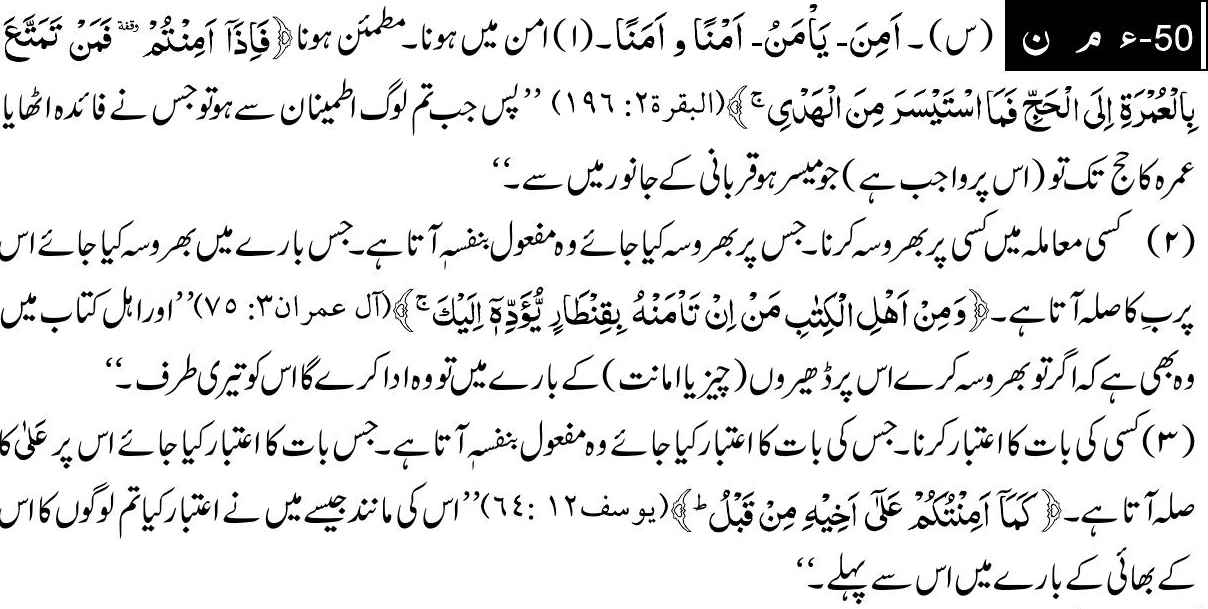 50-ء م ن (س)۔ اَمِنَ۔ یَاْمَنُ۔ اَمْنًا و اَمَنًا۔ (۱) امن میں ہونا۔ مطمئن ہونا ﴿فَاِذَآ اَمِنْتُمْ وقفة فَمَنْ تَمَتَّعَ
بِالْعُمْرَةِ اِلَى الْحَجِّ فَمَا اسْتَیْسَرَ مِنَ الْهَدْیِ ج﴾ (البقرة ۲: ۱۹٦) ’’پس جب تم لوگ اطمینان سے ہو تو جس نے فائدہ اٹھایا
عمرہ کا حج تک تو (اس پر واجب ہے) جو میسر ہو قربانی کے جانور میں سے۔‘‘
(۲) کسی معاملہ میں کسی پر بھروسہ کرنا۔ جس پر بھروسہ کیا جائے وہ مفعول بنفسہٖ آتا ہے۔ جس بارے میں بھروسہ کیا جائے اس
پر بِ کا صلہ آتا ہے۔ ﴿وَمِنْ اَهْلِ الْكِتٰبِ مَنْ اِنْ تَاْمَنْهُ بِقِنْطَارٍ یُّؤَدِّهٖٓ اِلَیْكَ ج﴾ (آل عمران ۳: ۷۵) ’’اور اہل کتاب میں
وہ بھی ہے کہ اگر تو بھروسہ کرے اس پر ڈھیروں (چیز یا امانت) کے بارے میں تو وہ ادا کرے گا اس کو تیری طرف۔‘‘
(۳) کسی کی بات کا اعتبار کرنا۔ جس کی بات کا اعتبار کیا جائے وہ مفعول بنفسہٖ آتا ہے۔ جس بات کا اعتبار کیا جائے اس پر عَلٰی کا
صلہ آتا ہے۔ ﴿كَمَآ اَمِنْتُكُمْ عَلٰٓى اَخِیْهِ مِنْ قَبْلُ ط﴾ (یوسف ۱۲: ٦٤) ’’اس کی مانند جیسے میں نے اعتبار کیا تم لوگوں کا اس
کے بھائی کے بارے میں اس سے پہلے۔‘‘